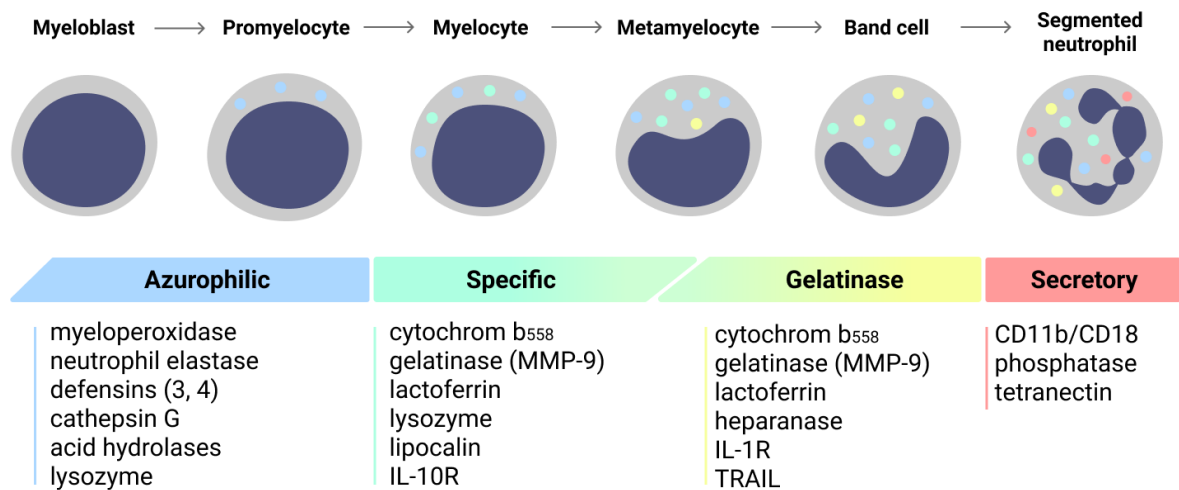 Myeloblast
Promyelocyte
Myelocyte
Metamyelocyte
Band cell
Segmented
neutrophil
Azurophilic
myeloperoxidase
neutrophil elastase
defensins (3, 4)
cathepsin G
acid hydrolases
lysozyme
Specific
cytochrom b558
gelatinase (MMP-9)
lactoferrin
lysozyme
lipocalin
IL-10R
Gelatinase
cytochrom b558
gelatinase (MMP-9)
lactoferrin
heparanase
IL-1R
TRAIL
Secretory
CD11b/CD18
phosphatase
tetranectin